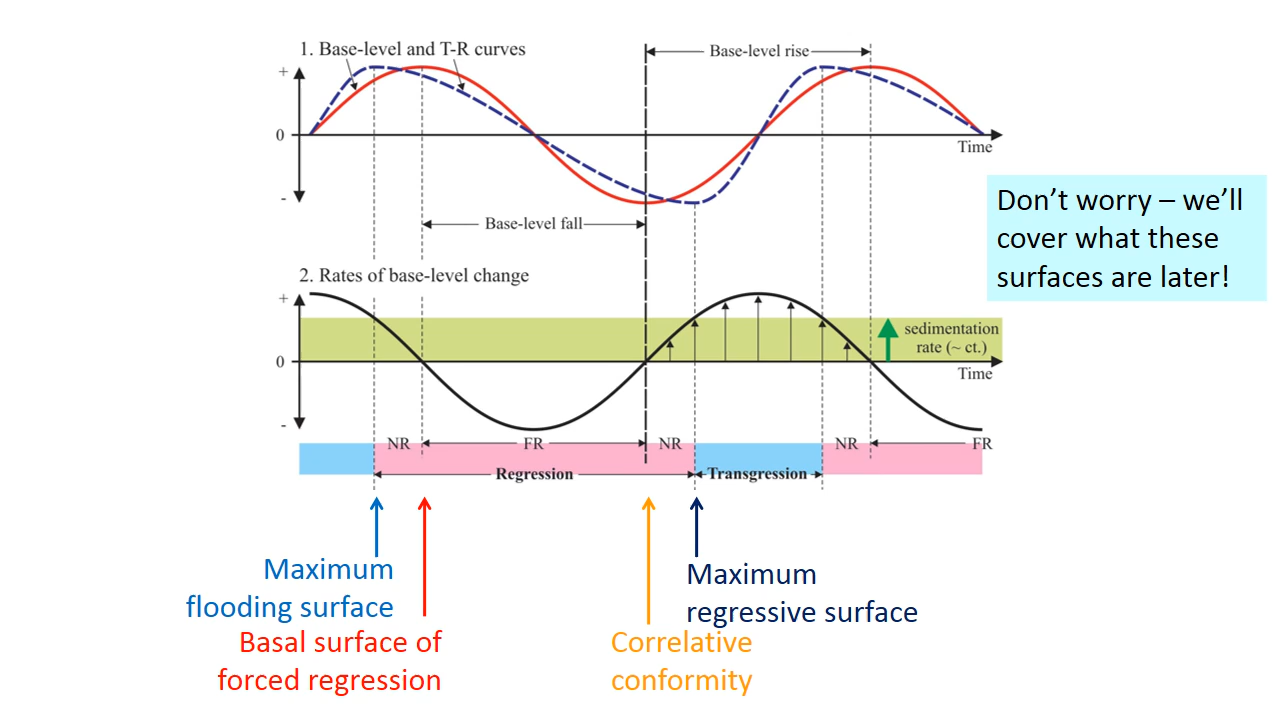 1. Base-level and T-R curves
Base-level rise
+
0
-
Time
Base-level fall
Don’t worry – we’ll
cover what these
surfaces are later!
2. Rates of base-level change
+
sedimentation
rate (~ ct.)
0
Time
-
NR
FR
NR
NR
FR
Regression
Transgression
Maximum
flooding surface
Basal surface of
forced regression
Correlative
conformity
Maximum
regressive surface